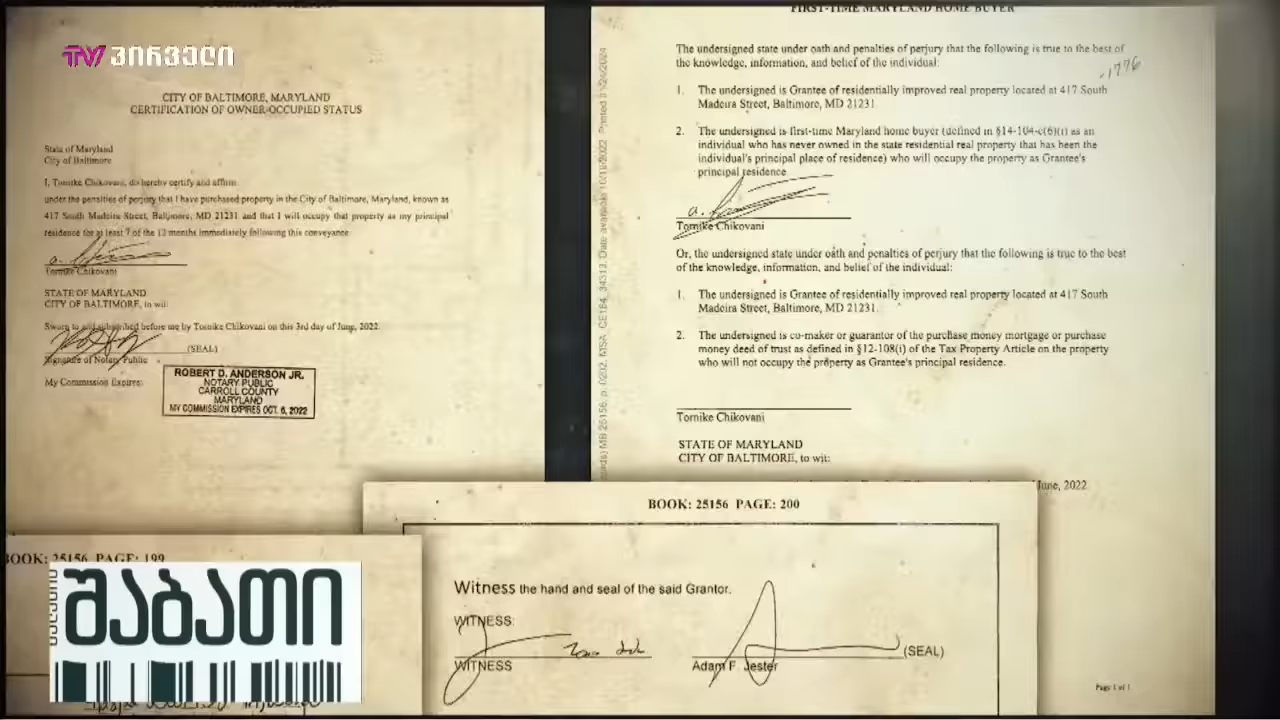 TV პირველი
CITY OF BALTIMORE, MARYLAND
CERTIFICATION OF OWNER-OCCUPIED STATUS
State of Maryland
City of Baltimore
I, Tornike Chikovani, do hereby certify and affirm
under the penalties of perjury that I have purchased property in the City of Baltimore, Maryland, known as
417 South Madeira Street, Baltimore, MD 21231 and that I will occupy that property as my principal
residence for at least 7 of the 12 months immediately following this conveyance.
Tornike Chikovani
STATE OF MARYLAND
CITY OF BALTIMORE, to wit:
Sworn to and subscribed before me by Tornike Chikovani on this 3rd day of June, 2022.
(SEAL)
Signature of Notary Public
My Commission Expires:
ROBERT D. ANDERSON JR.
NOTARY PUBLIC
CARROLL COUNTY
MARYLAND
MY COMMISSION EXPIRES OCT. 6, 2022
FIRST-TIME MARYLAND HOME BUYER
The undersigned state under oath and penalties of perjury that the following is true to the best of
the knowledge, information, and belief of the individual:
-1776
1. The undersigned is Grantee of residentially improved real property located at 417 South
Madeira Street, Baltimore, MD 21231.
2. The undersigned is first-time Maryland home buyer (defined in §14-104-c(6)(i) as an
individual who has never owned in the state residential real property that has been the
individual's principal place of residence) who will occupy the property as Grantee's
principal residence.
Tornike Chikovani
Or, the undersigned state under oath and penalties of perjury that the following is true to the best
of the knowledge, information, and belief of the individual:
1. The undersigned is Grantee of residentially improved real property located at 417 South
Madeira Street, Baltimore, MD 21231.
2. The undersigned is co-maker or guarantor of the purchase money mortgage or purchase
money deed of trust as defined in §12-108(i) of the Tax Property Article on the property
who will not occupy the property as Grantee's principal residence.
Tornike Chikovani
STATE OF MARYLAND
CITY OF BALTIMORE, to wit:
June, 2022
Page 1 of 1
MB 25156, p. 0202, MSA_CE164_34313. Date available 10/19/2022. Printed
BOOK: 25156 PAGE: 199
BOOK: 25156 PAGE: 200
Witness the hand and seal of the said Grantor.
WITNESS:
WITNESS
Adam F. Jester
(SEAL)
შაბათი